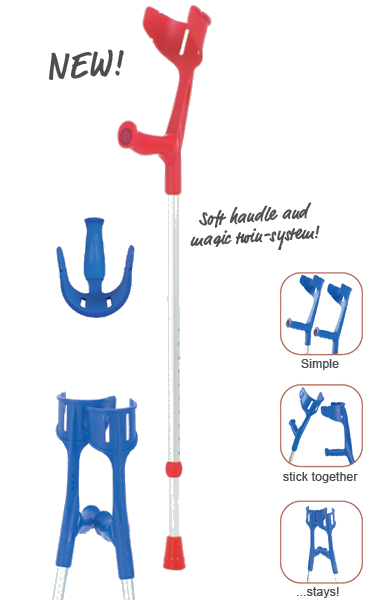 NEW!
Soft handle and
magic twin-system!
Simple
stick together
...stays!